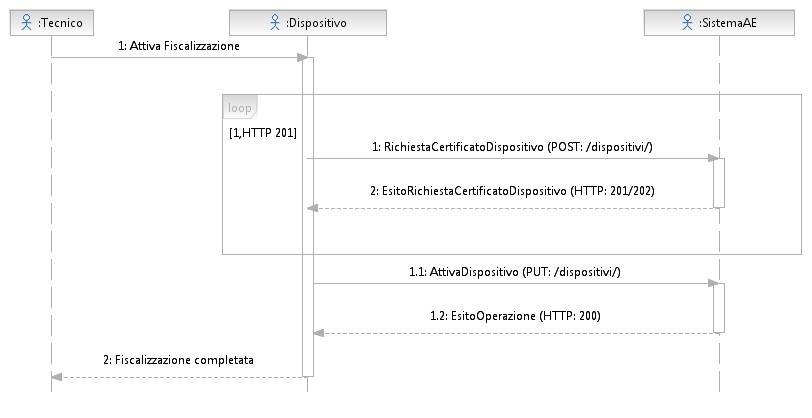 :Tecnico
:Dispositivo
:SistemaAE
1: Attiva Fiscalizzazione
loop
[1,HTTP 201]
1: RichiestaCertificatoDispositivo (POST: /dispositivi/)
2: EsitoRichiestaCertificatoDispositivo (HTTP: 201/202)
1.1: AttivaDispositivo (PUT: /dispositivi/)
1.2: EsitoOperazione (HTTP: 200)
2: Fiscalizzazione completata